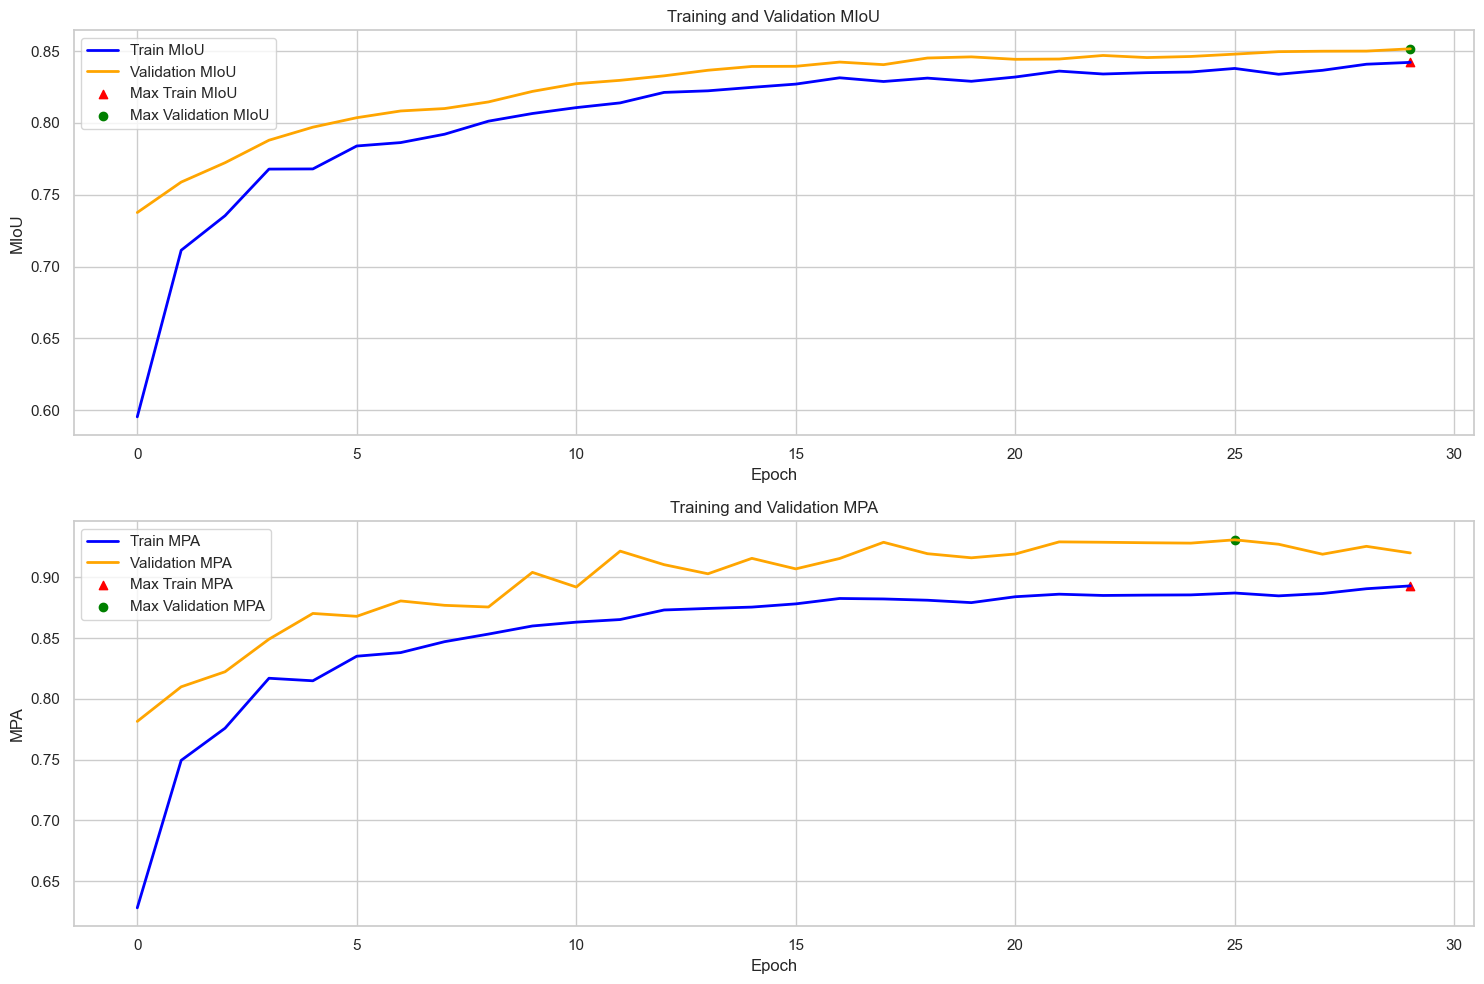 Training and Validation MIoU
Train MIoU
Validation MIoU
Max Train MIoU
Max Validation MIoU
0.85
0.80
0.75
0.70
0.65
0.60
MIoU
0 5 10 15 20 25 30
Epoch
Training and Validation MPA
Train MPA
Validation MPA
Max Train MPA
Max Validation MPA
0.90
0.85
0.80
0.75
0.70
0.65
MPA
0 5 10 15 20 25 30
Epoch